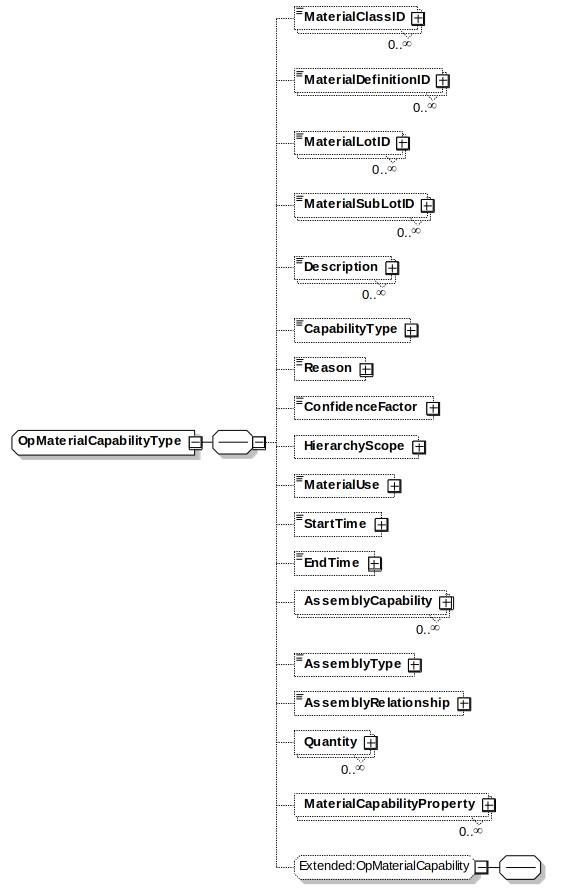 MaterialClassID
0..∞
MaterialDefinitionID
0..∞
MaterialLotID
0..∞
MaterialSubLotID
0..∞
Description
0..∞
CapabilityType
Reason
ConfidenceFactor
OpMaterialCapabilityType
HierarchyScope
MaterialUse
StartTime
EndTime
AssemblyCapability
0..∞
AssemblyType
AssemblyRelationship
Quantity
0..∞
MaterialCapabilityProperty
0..∞
Extended:OpMaterialCapability